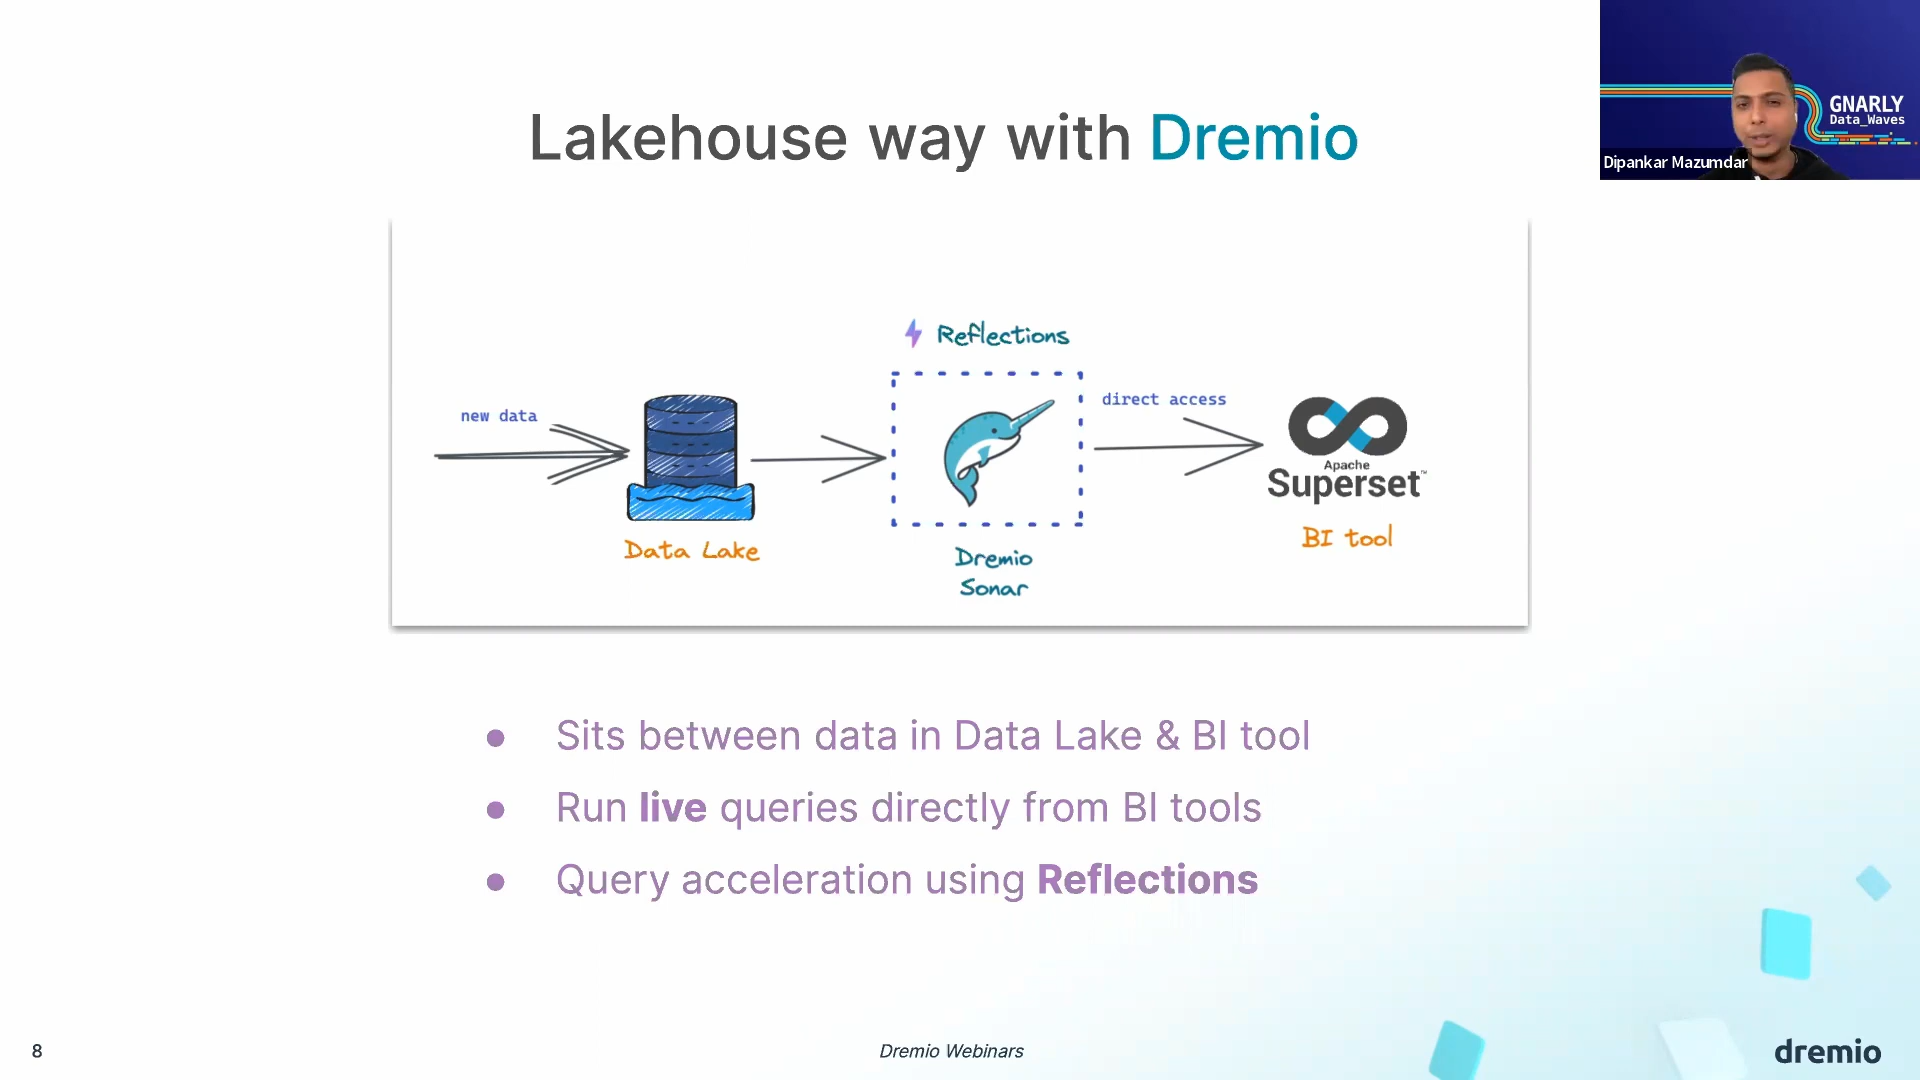 Lakehouse way with Dremio
GNARLY
Data_Waves
Dipankar Mazumdar
Reflections
new data
direct access
Apache
Superset™
Data Lake
BI tool
Dremio
Sonar
● Sits between data in Data Lake & BI tool
● Run live queries directly from BI tools
● Query acceleration using Reflections
8
Dremio Webinars
dremio